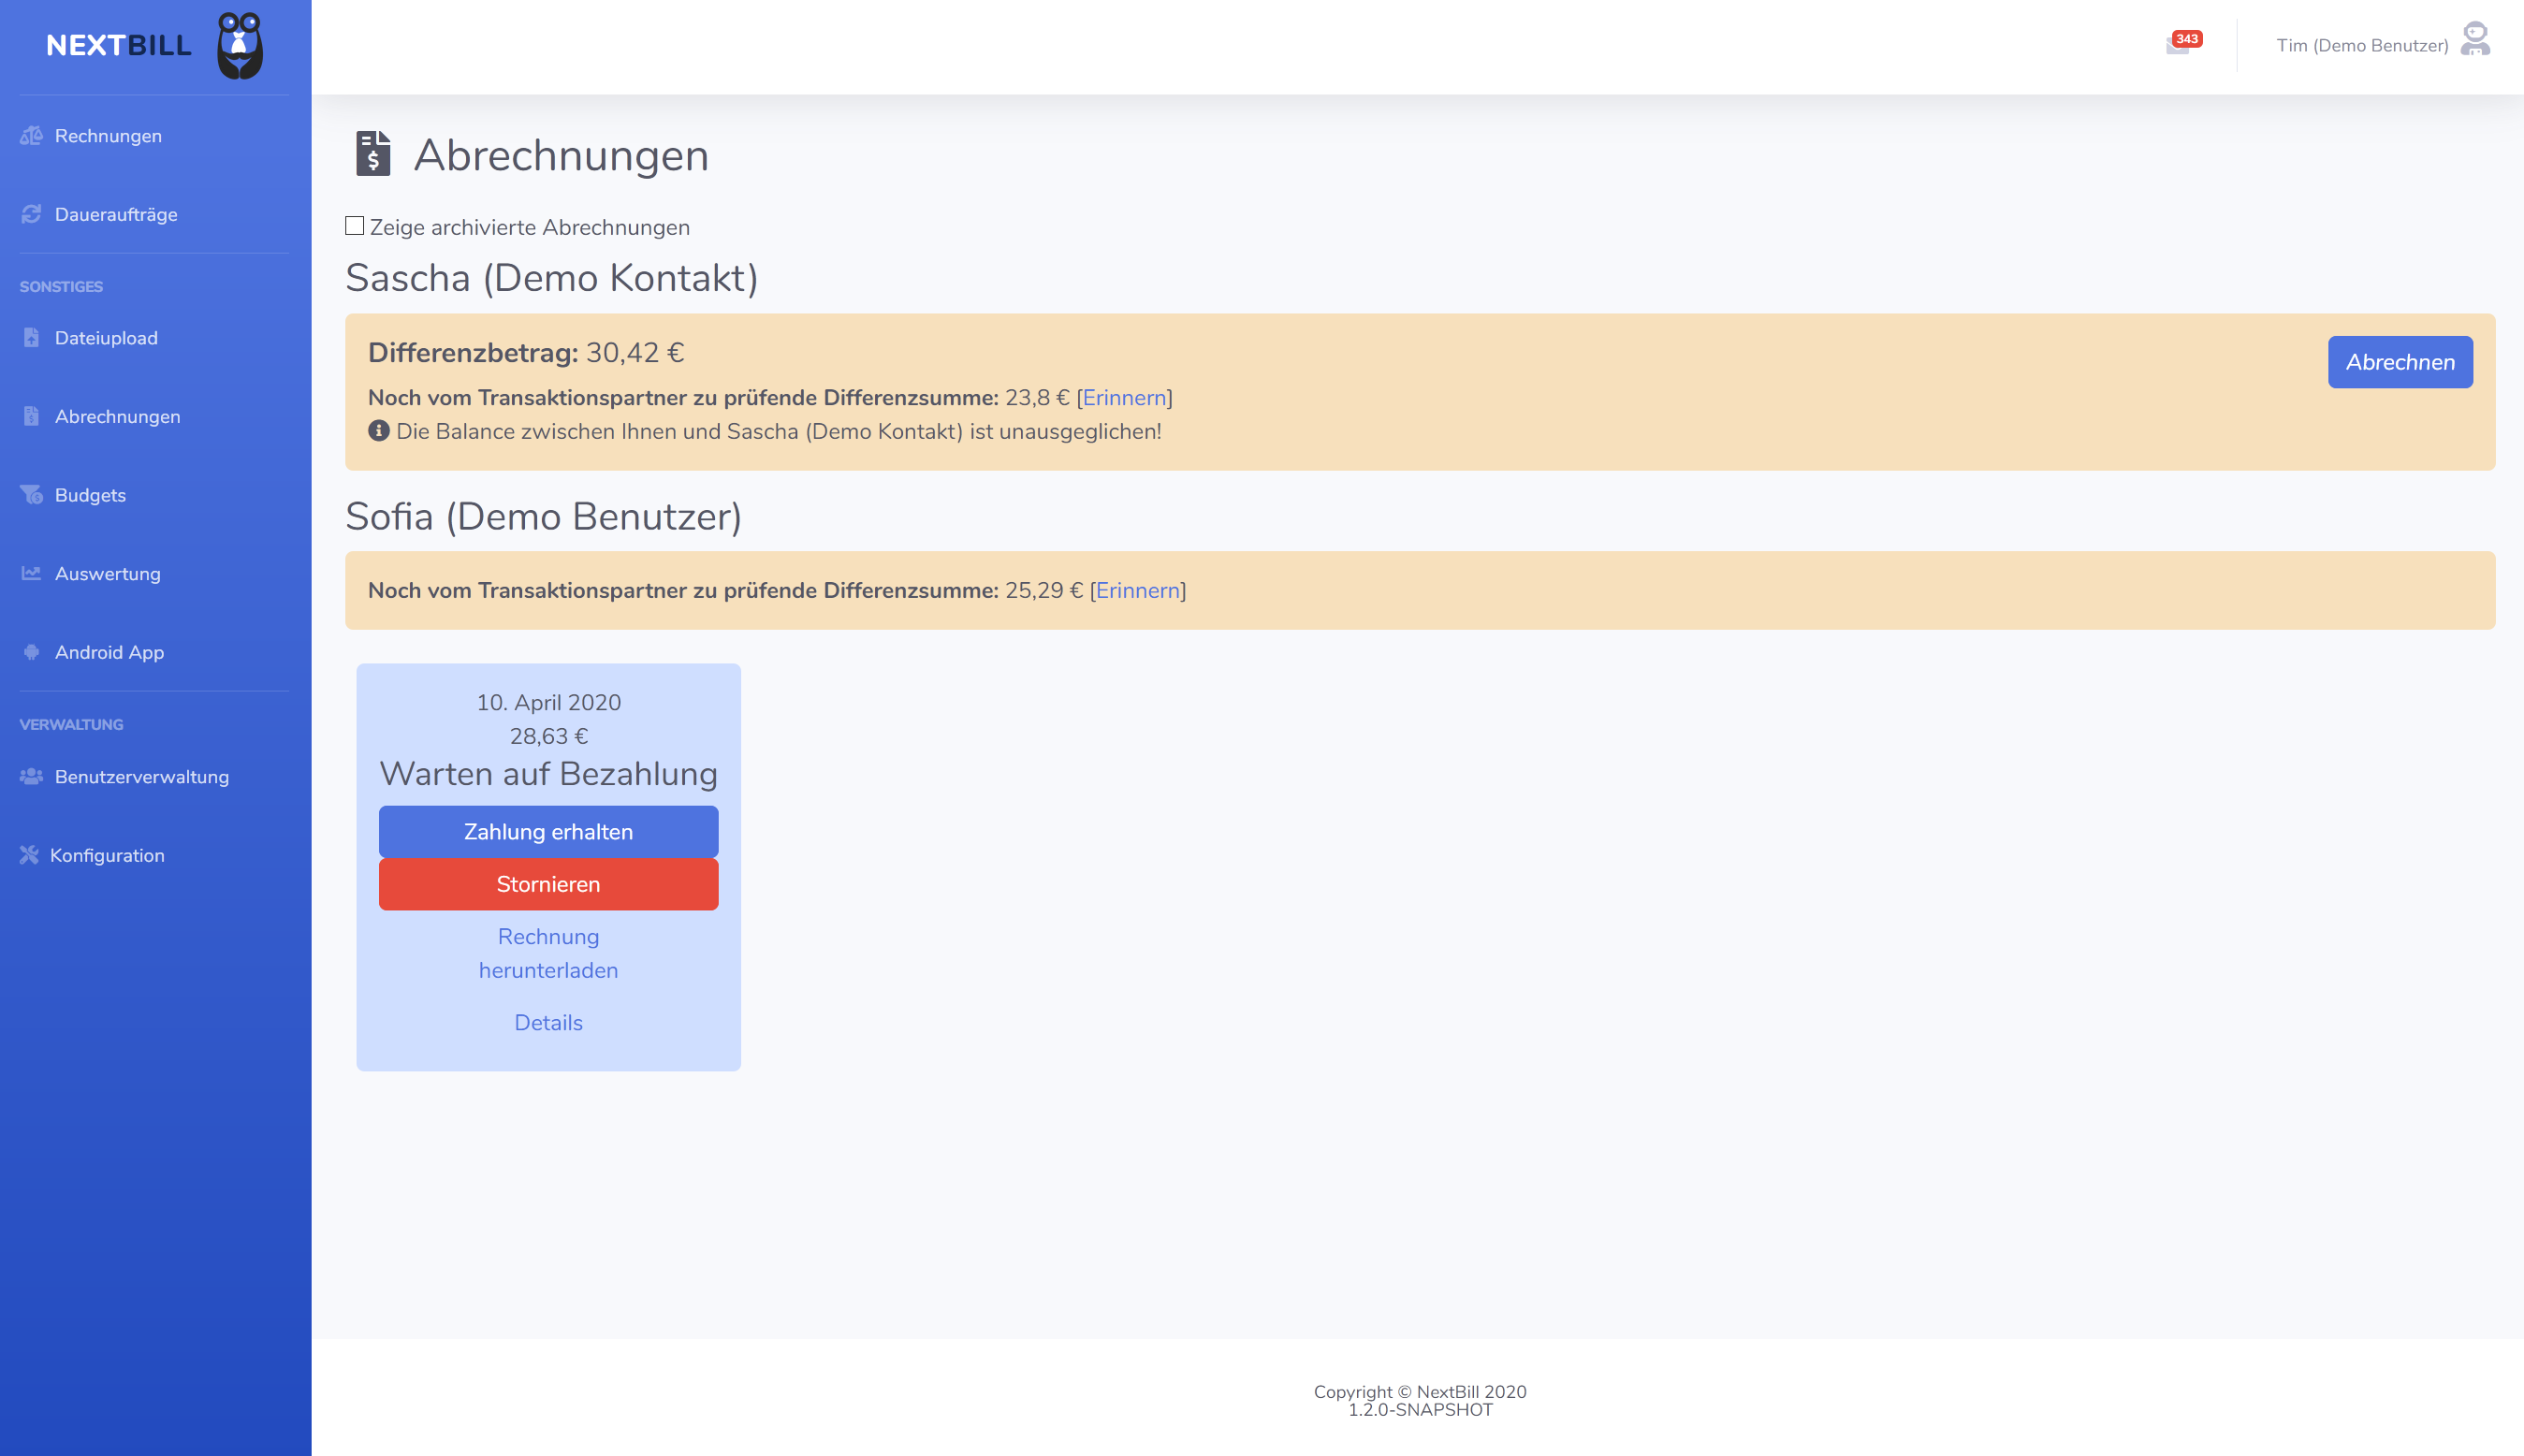 NEXTBILL
343
Tim (Demo Benutzer)
Rechnungen
Daueraufträge
SONSTIGES
Dateiupload
Abrechnungen
Budgets
Auswertung
Android App
VERWALTUNG
Benutzerverwaltung
Konfiguration
Abrechnungen
Zeige archivierte Abrechnungen
Sascha (Demo Kontakt)
Differenzbetrag: 30,42 €
Abrechnen
Noch vom Transaktionspartner zu prüfende Differenzsumme: 23,8 € [Erinnern]
Die Balance zwischen Ihnen und Sascha (Demo Kontakt) ist unausgeglichen!
Sofia (Demo Benutzer)
Noch vom Transaktionspartner zu prüfende Differenzsumme: 25,29 € [Erinnern]
10. April 2020
28,63 €
Warten auf Bezahlung
Zahlung erhalten
Stornieren
Rechnung
herunterladen
Details
Copyright © NextBill 2020
1.2.0-SNAPSHOT